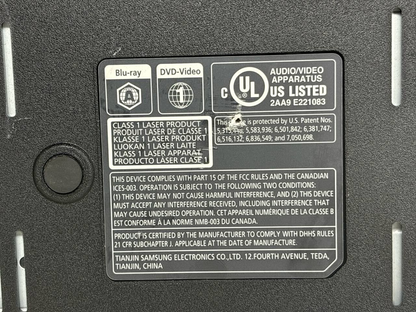 Blu-ray
A
DVD-Video
1
C UL US LISTED
AUDIO/VIDEO
APPARATUS
2AA9 E221083
CLASS 1 LASER PRODUCT
PRODUIT LASER DE CLASSE 1
KLASSE 1 PRODUKT
LUOKAN 1 LASER LAITE
KLASS 1 LASER APPARAT
PRODUCTO LASER CLASE 1
This device is protected by U.S. Patent Nos.
5,583,936; 6,501,842; 6,381,747;
6,516,132; 6,836,549; and 7,050,698.
THIS DEVICE COMPLIES WITH PART 15 OF THE FCC RULES AND THE CANADIAN
ICES-003. OPERATION IS SUBJECT TO THE FOLLOWING TWO CONDITIONS:
(1) THIS DEVICE MAY NOT CAUSE HARMFUL INTERFERENCE, AND (2) THIS DEVICE
MUST ACCEPT ANY INTERFERENCE RECEIVED, INCLUDING INTERFERENCE THAT
MAY CAUSE UNDESIRED OPERATION. CET APPAREIL NUMÉRIQUE DE LA CLASSE B
EST CONFORME À LA NORME NMB-003 DU CANADA.
PRODUCT IS CERTIFIED BY THE MANUFACTURER TO COMPLY WITH DHHS RULES
21 CFR SUBCHAPTER J. APPLICABLE AT THE DATE OF MANUFACTURE.
TIANJIN SAMSUNG ELECTRONICS CO.,LTD. 12.FOURTH AVENUE, TEDA,
TIANJIN, CHINA